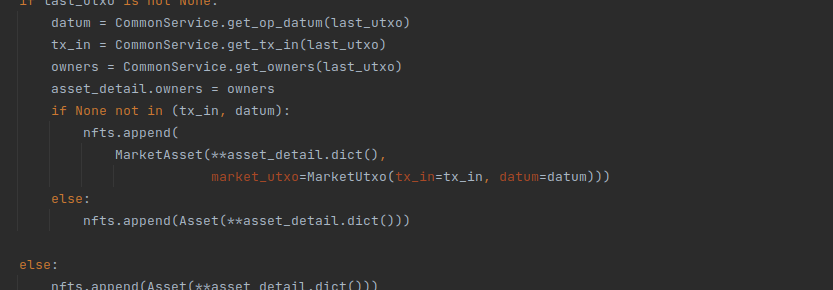 if last_utxo is not None:
datum = CommonService.get_op_datum(last_utxo)
tx_in = CommonService.get_tx_in(last_utxo)
owners = CommonService.get_owners(last_utxo)
asset_detail.owners = owners
if None not in (tx_in, datum):
nfts.append(
MarketAsset(**asset_detail.dict(),
market_utxo=MarketUtxo(tx_in=tx_in, datum=datum)))
else:
nfts.append(Asset(**asset_detail.dict()))
else:
nfts.append(Asset(**asset_detail.dict()))